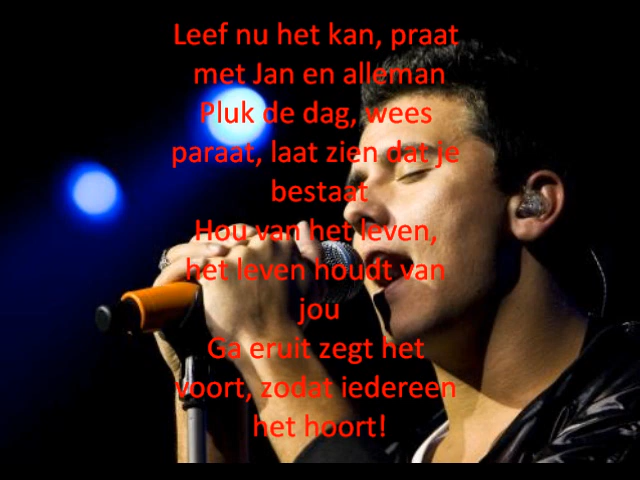 Leef nu het kan, praat
met Jan en alleman
Pluk de dag, wees
paraat, laat zien dat je
bestaat
Hou van het leven,
het leven houdt van
jou
Ga eruit zegt het
voort, zodat iedereen
het hoort!